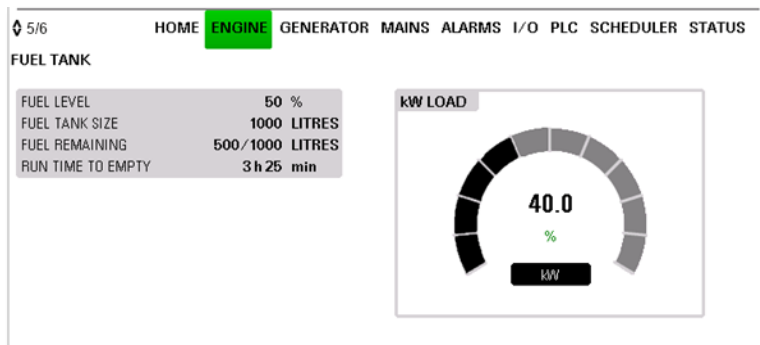 5/6 HOME ENGINE GENERATOR MAINS ALARMS I/O PLC SCHEDULER STATUS
FUEL TANK
FUEL LEVEL 50 %
FUEL TANK SIZE 1000 LITRES
FUEL REMAINING 500/1000 LITRES
RUN TIME TO EMPTY 3 h 25 min
kW LOAD
40.0
%
kW